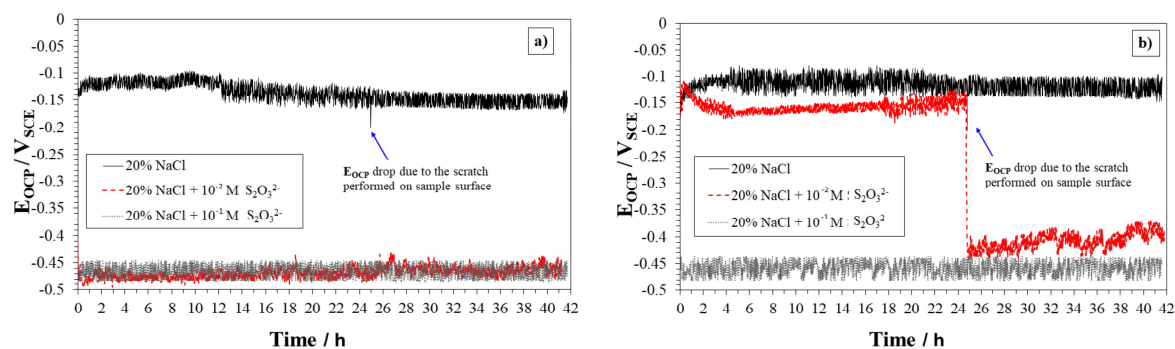 a)
0
-0.05
-0.1
-0.15
-0.2
-0.25
-0.3
-0.35
-0.4
-0.45
-0.5
E_OCP / V_SCE
E_OCP drop due to the scratch
performed on sample surface
20% NaCl
20% NaCl + 10⁻² M S₂O₃²⁻
20% NaCl + 10⁻¹ M S₂O₃²⁻
0 2 4 6 8 10 12 14 16 18 20 22 24 26 28 30 32 34 36 38 40 42
Time / h
b)
0
-0.05
-0.1
-0.15
-0.2
-0.25
-0.3
-0.35
-0.4
-0.45
-0.5
E_OCP / V_SCE
E_OCP drop due to the scratch
performed on sample surface
20% NaCl
20% NaCl + 10⁻² M : S₂O₃²⁻
20% NaCl + 10⁻¹ M : S₂O₃²
0 2 4 6 8 10 12 14 16 18 20 22 24 26 28 30 32 34 36 38 40 42
Time / h